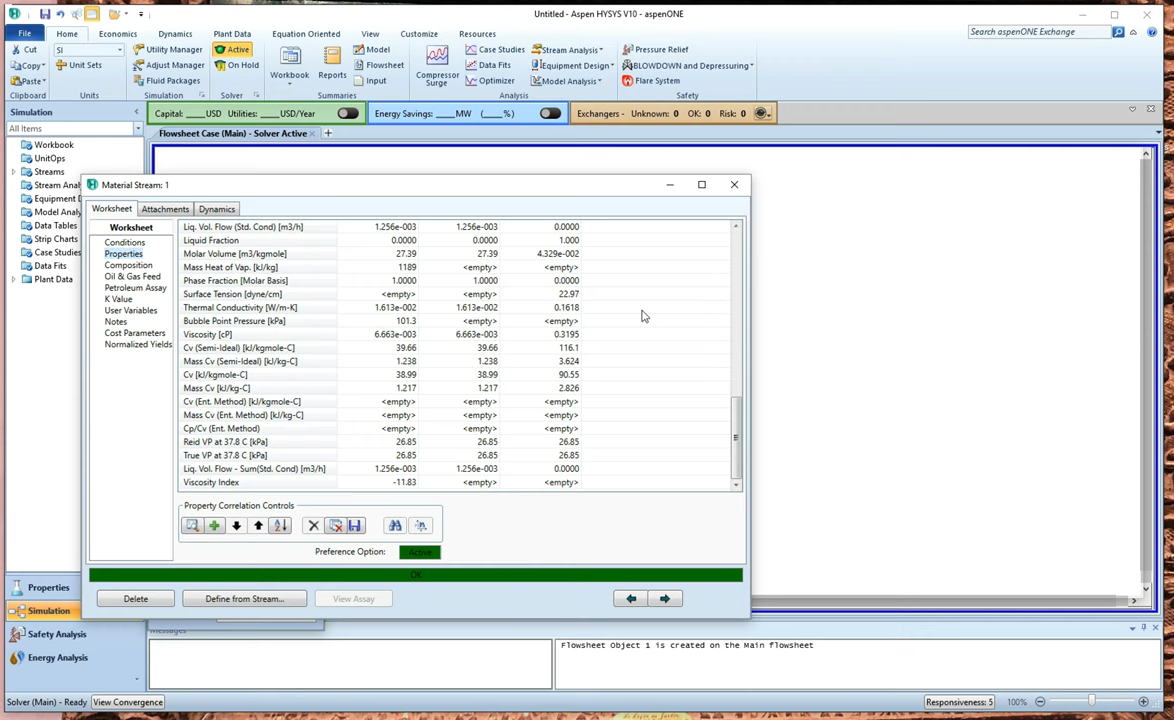 Untitled - Aspen HYSYS V10 - aspenONE
File Home Economics Dynamics Plant Data Equation Oriented View Customize Resources
Search aspenONE Exchange
Cut SI Utility Manager Active Model Case Studies Stream Analysis Pressure Relief
Copy Unit Sets Adjust Manager On Hold Flowsheet Data Fits Equipment Design BLOWDOWN and Depressuring
Paste Fluid Packages Workbook Reports Input Compressor Surge Optimizer Model Analysis Flare System
Clipboard Units Simulation Solver Summaries Analysis Safety
Simulation
Capital: ____USD Utilities: ____USD/Year
Energy Savings: ____MW (____%)
Exchangers - Unknown: 0 OK: 0 Risk: 0
All Items
Flowsheet Case (Main) - Solver Active
Workbook
UnitOps
Streams
Stream Anal
Equipment
Model Analy
Data Tables
Strip Charts
Case Studies
Data Fits
Plant Data
Material Stream: 1
Worksheet Attachments Dynamics
Worksheet
Conditions
Properties
Composition
Oil & Gas Feed
Petroleum Assay
K Value
User Variables
Notes
Cost Parameters
Normalized Yields
Liq. Vol. Flow (Std. Cond) [m3/h] 1.256e-003 1.256e-003 0.0000
Liquid Fraction 0.0000 0.0000 1.000
Molar Volume [m3/kgmole] 27.39 27.39 4.329e-002
Mass Heat of Vap. [kJ/kg] 1189 <empty> <empty>
Phase Fraction [Molar Basis] 1.0000 1.0000 0.0000
Surface Tension [dyne/cm] <empty> <empty> 22.97
Thermal Conductivity [W/m-K] 1.613e-002 1.613e-002 0.1618
Bubble Point Pressure [kPa] 101.3 <empty> <empty>
Viscosity [cP] 6.663e-003 6.663e-003 0.3195
Cv (Semi-Ideal) [kJ/kgmole-C] 39.66 39.66 116.1
Mass Cv (Semi-Ideal) [kJ/kg-C] 1.238 1.238 3.624
Cv [kJ/kgmole-C] 38.99 38.99 90.55
Mass Cv [kJ/kg-C] 1.217 1.217 2.826
Cv (Ent. Method) [kJ/kgmole-C] <empty> <empty> <empty>
Mass Cv (Ent. Method) [kJ/kg-C] <empty> <empty> <empty>
Cp/Cv (Ent. Method) <empty> <empty> <empty>
Reid VP at 37.8 C [kPa] 26.85 26.85 26.85
True VP at 37.8 C [kPa] 26.85 26.85 26.85
Liq. Vol. Flow - Sum(Std. Cond) [m3/h] 1.256e-003 1.256e-003 0.0000
Viscosity Index -11.83 <empty> <empty>
Property Correlation Controls
Preference Option: Active
OK
Delete Define from Stream... View Assay
Properties
Simulation
Safety Analysis
Energy Analysis
Messages
Flowsheet Object 1 is created on the Main flowsheet
Solver (Main) - Ready View Convergence Responsiveness: 5 100%